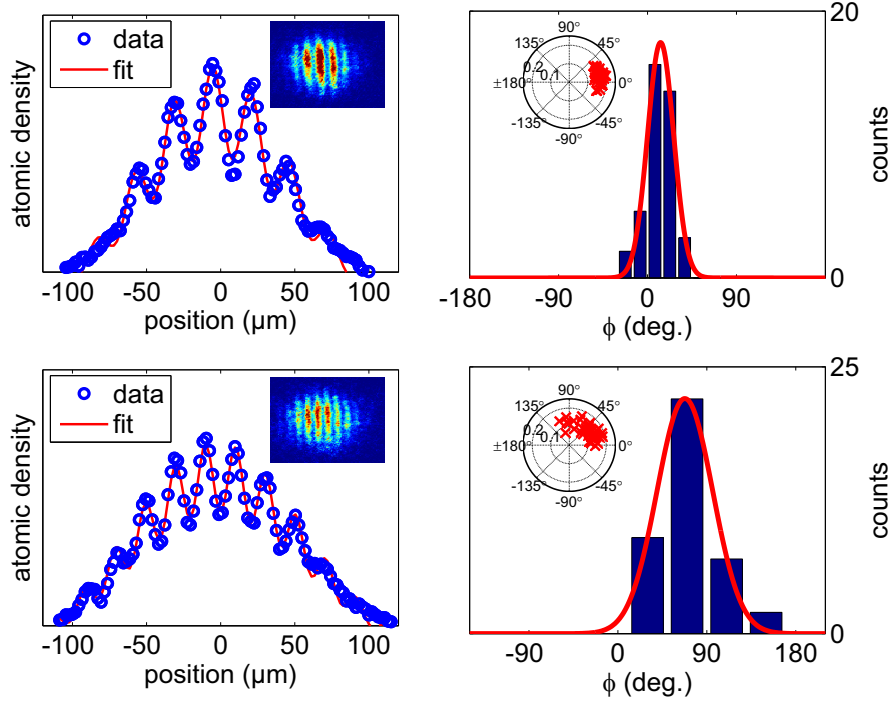 data
fit
atomic density
-100 -50 0 50 100
position (µm)
90°
135° 45°
0.2
0.1
±180° 0°
-135° -45°
-90°
20
0
counts
-180 -90 0 90
ϕ (deg.)
data
fit
atomic density
-100 -50 0 50 100
position (µm)
90°
135° 45°
0.2
0.1
±180° 0°
-135° -45°
-90°
25
0
counts
-90 0 90 180
ϕ (deg.)